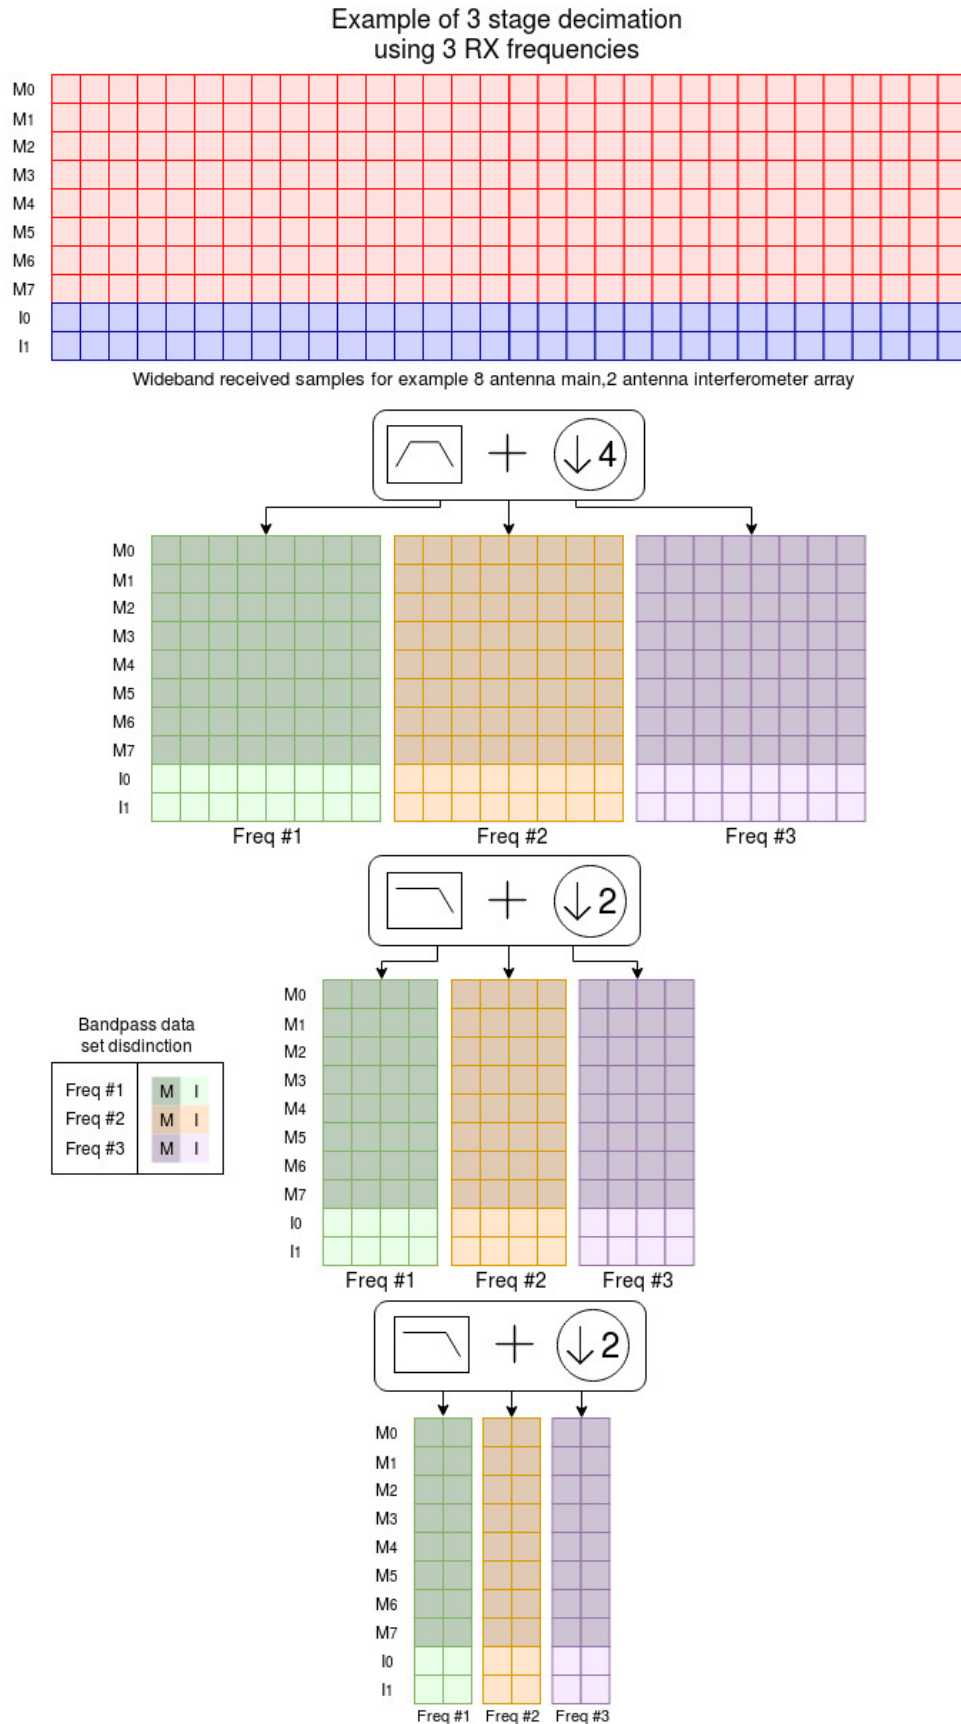 Example of 3 stage decimation
using 3 RX frequencies
M0
M1
M2
M3
M4
M5
M6
M7
I0
I1
Wideband received samples for example 8 antenna main,2 antenna interferometer array
4
M0
M1
M2
M3
M4
M5
M6
M7
I0
I1
Freq #1 Freq #2 Freq #3
2
M0
M1
M2
M3
M4
M5
M6
M7
I0
I1
Freq #1 Freq #2 Freq #3
Bandpass data
set disdinction
Freq #1 M I
Freq #2 M I
Freq #3 M I
2
M0
M1
M2
M3
M4
M5
M6
M7
I0
I1
Freq #1 Freq #2 Freq #3